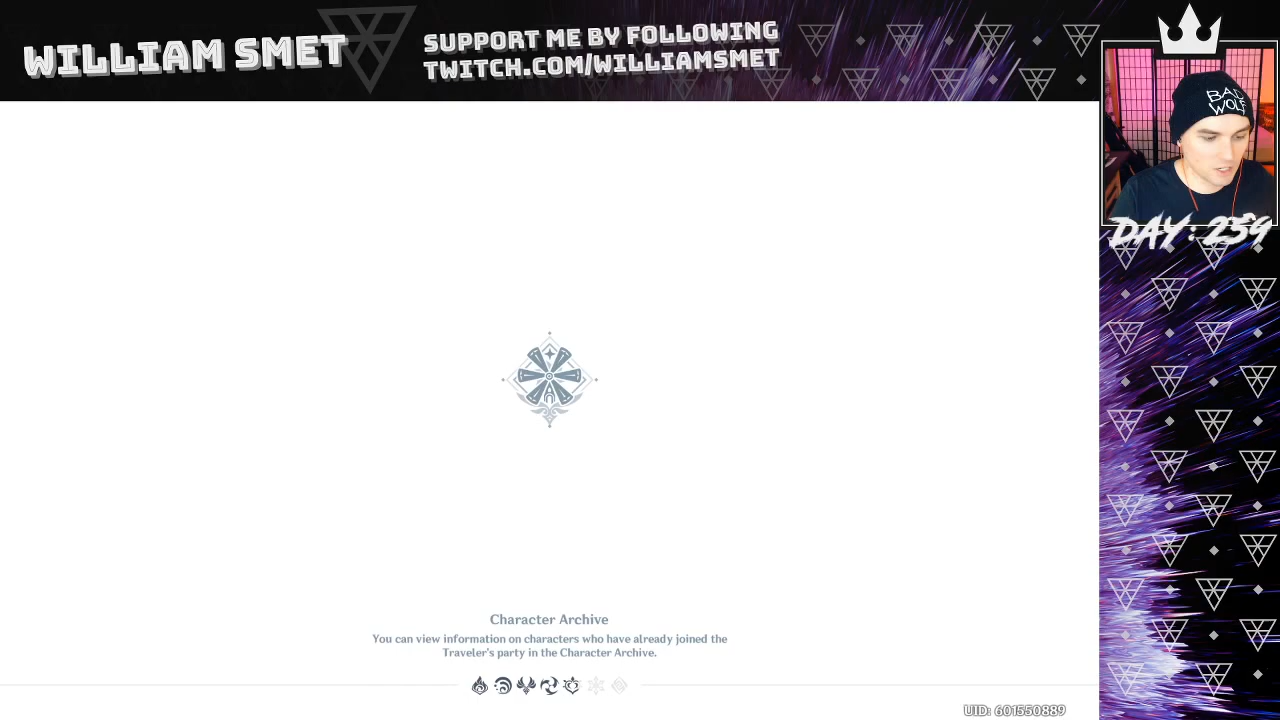 WILLIAM SMET
SUPPORT ME BY FOLLOWING
TWITCH.COM/WILLIAMSMET
BAD
WOLF
DAY: 259
Character Archive
You can view information on characters who have already joined the
Traveler's party in the Character Archive.
UID: 601550889